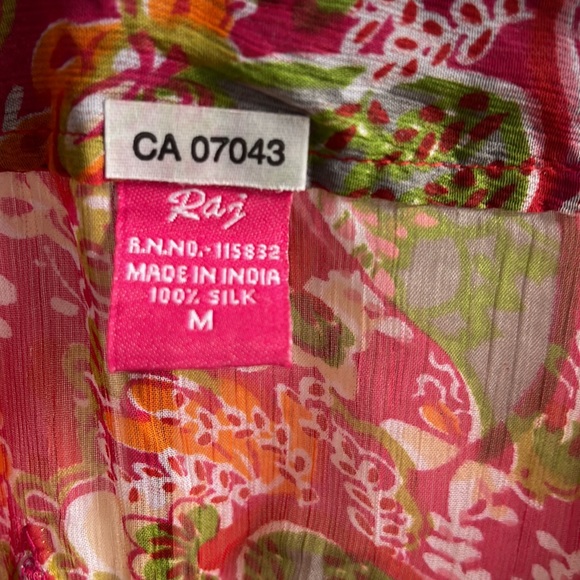 CA 07043
Raj
R.N.NO.-115832
MADE IN INDIA
100% SILK
M